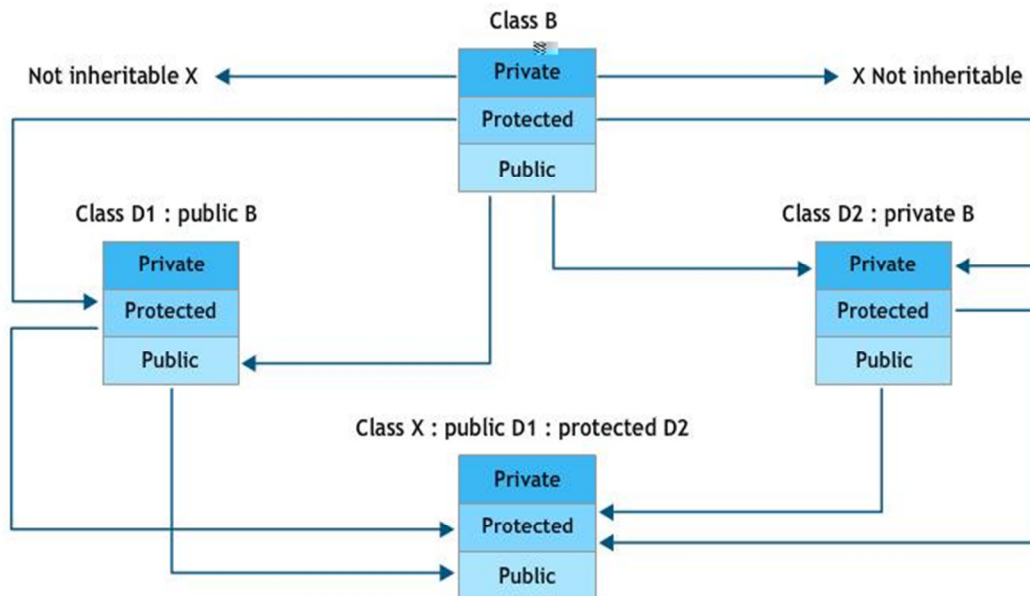 Class B
Not inheritable X
Private
X Not inheritable
Protected
Public
Class D1 : public B
Private
Protected
Public
Class D2 : private B
Private
Protected
Public
Class X : public D1 : protected D2
Private
Protected
Public